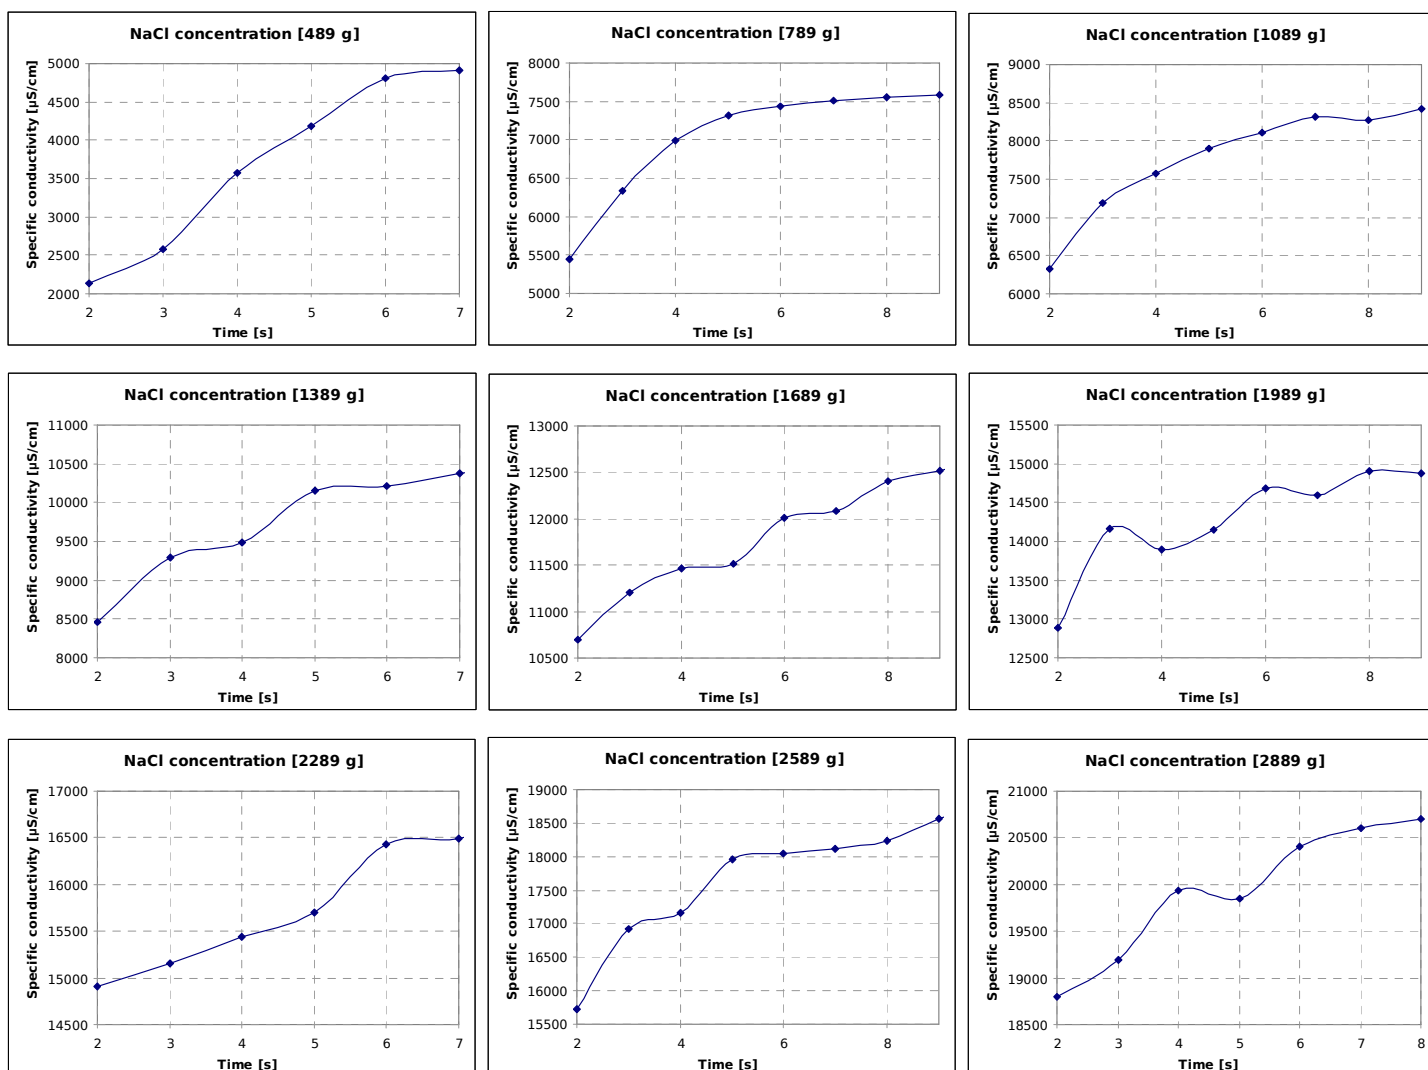 NaCl concentration [489 g]
Specific conductivity [µS/cm]
5000
4500
4000
3500
3000
2500
2000
2 3 4 5 6 7
Time [s]
NaCl concentration [789 g]
Specific conductivity [µS/cm]
8000
7500
7000
6500
6000
5500
5000
2 4 6 8
Time [s]
NaCl concentration [1089 g]
Specific conductivity [µS/cm]
9000
8500
8000
7500
7000
6500
6000
2 4 6 8
Time [s]
NaCl concentration [1389 g]
Specific conductivity [µS/cm]
11000
10500
10000
9500
9000
8500
8000
2 3 4 5 6 7
Time [s]
NaCl concentration [1689 g]
Specific conductivity [µS/cm]
13000
12500
12000
11500
11000
10500
2 4 6 8
Time [s]
NaCl concentration [1989 g]
Specific conductivity [µS/cm]
15500
15000
14500
14000
13500
13000
12500
2 4 6 8
Time [s]
NaCl concentration [2289 g]
Specific conductivity [µS/cm]
17000
16500
16000
15500
15000
14500
2 3 4 5 6 7
Time [s]
NaCl concentration [2589 g]
Specific conductivity [µS/cm]
19000
18500
18000
17500
17000
16500
16000
15500
2 4 6 8
Time [s]
NaCl concentration [2889 g]
Specific conductivity [µS/cm]
21000
20500
20000
19500
19000
18500
2 3 4 5 6 7 8
Time [s]